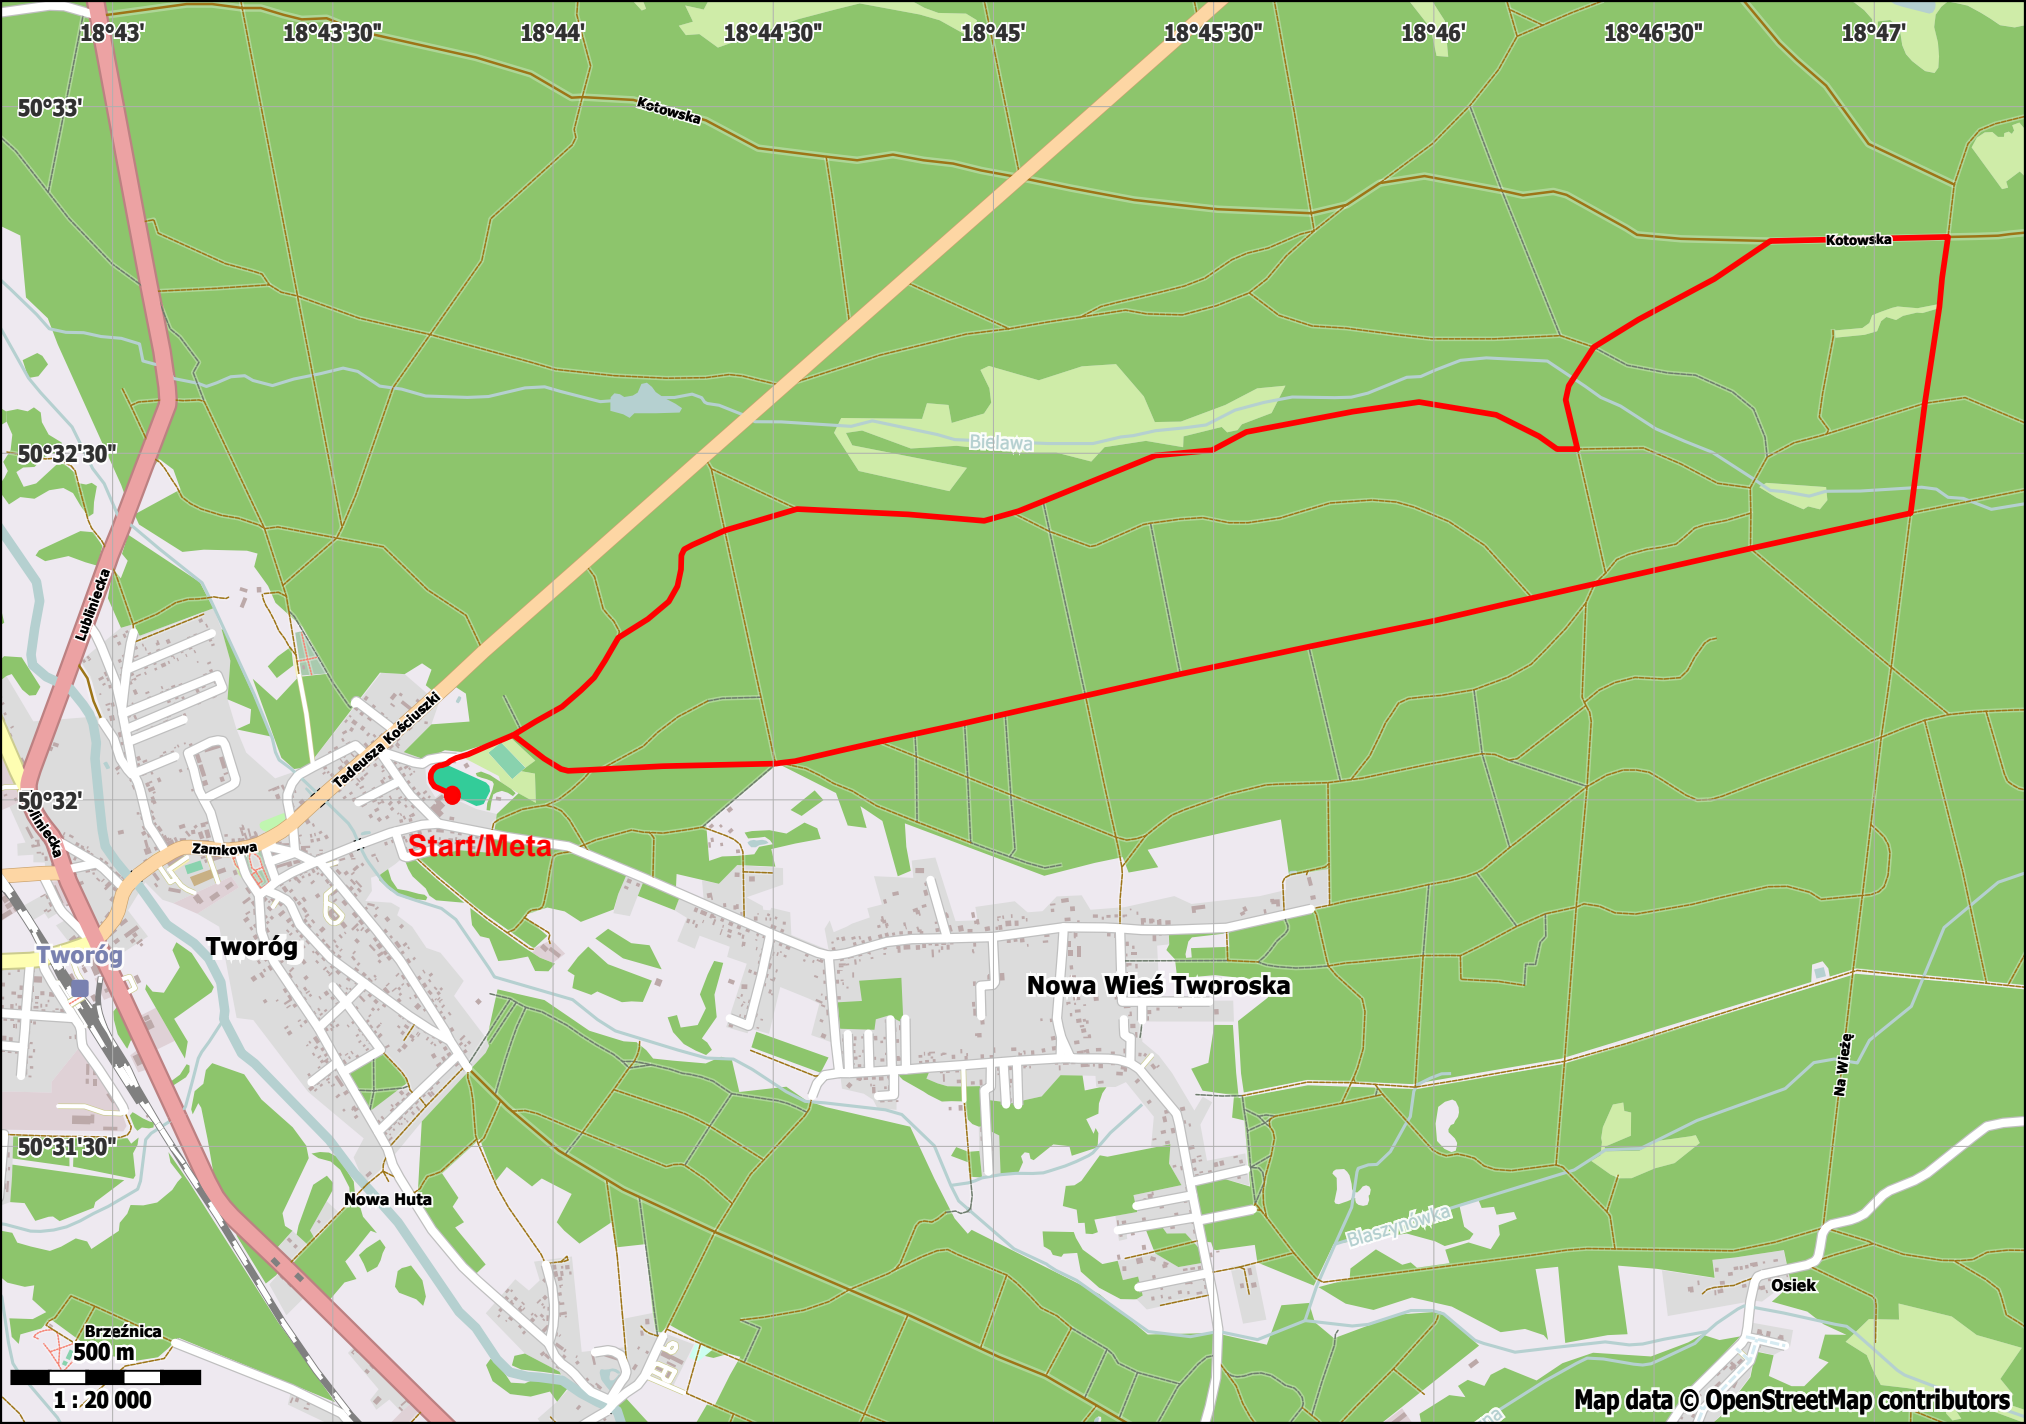 18°43'
18°43'30"
18°44'
18°44'30"
18°45'
18°45'30"
18°46'
18°46'30"
18°47'
50°33'
Kotowska
Kotowska
50°32'30"
Bielawa
Lubliniecka
Tadeusza Kościuszki
50°32'
Start/Meta
Zamkowa
Tworóg
Tworóg
Nowa Wieś Tworoska
Na Wieżę
50°31'30"
Nowa Huta
Blaszynówka
Osiek
Brzeźnica
500 m
1 : 20 000
Map data © OpenStreetMap contributors